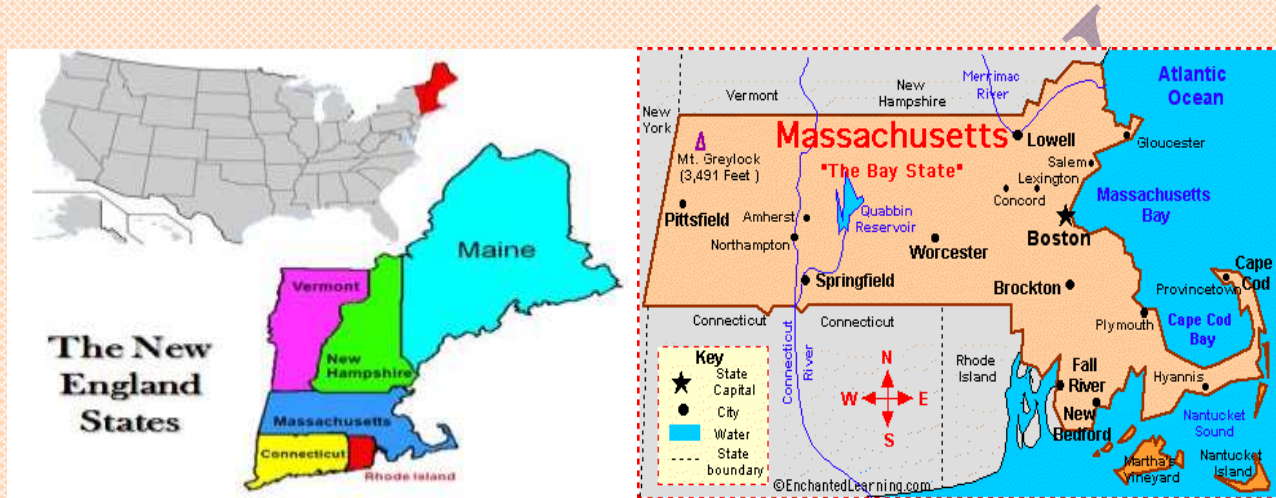 Maine
Vermont
New
Hampshire
Massachusetts
Connecticut
Rhode Island
The New
England
States
Atlantic
Ocean
Merrimac
River
Vermont
New
Hampshire
New
York
Massachusetts
"The Bay State"
Lowell
Gloucester
Mt. Greylock
(3,491 Feet )
Salem
Lexington
Concord
Massachusetts
Bay
Pittsfield
Amherst
Quabbin
Reservoir
Northampton
Boston
Worcester
Springfield
Brockton
Cape
Cod
Provincetown
Plymouth
Cape Cod
Bay
Connecticut
Connecticut
Connecticut
River
Rhode
Island
Fall
River
Hyannis
New
Bedford
Nantucket
Sound
Martha's
Vineyard
Nantucket
Island
Key
State
Capital
City
Water
State
boundary
N
W E
S
©EnchantedLearning.com